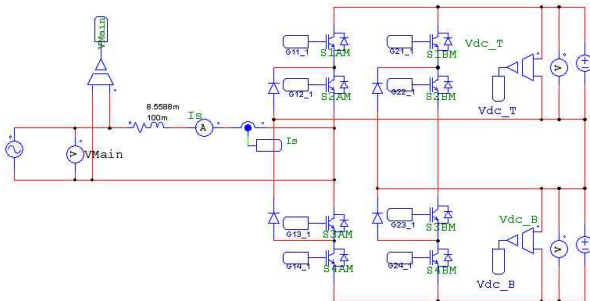 VMain
G11_1
S1AM
G21_1
S1BM
Vdc_T
G12_1
S2AM
G22_1
S2BM
V
Vdc_T
8.5588m
100m
Is
A
V
VMain
Is
G13_1
S3AM
G23_1
S3BM
Vdc_B
G14_1
S4AM
G24_1
S4BM
V
Vdc_B